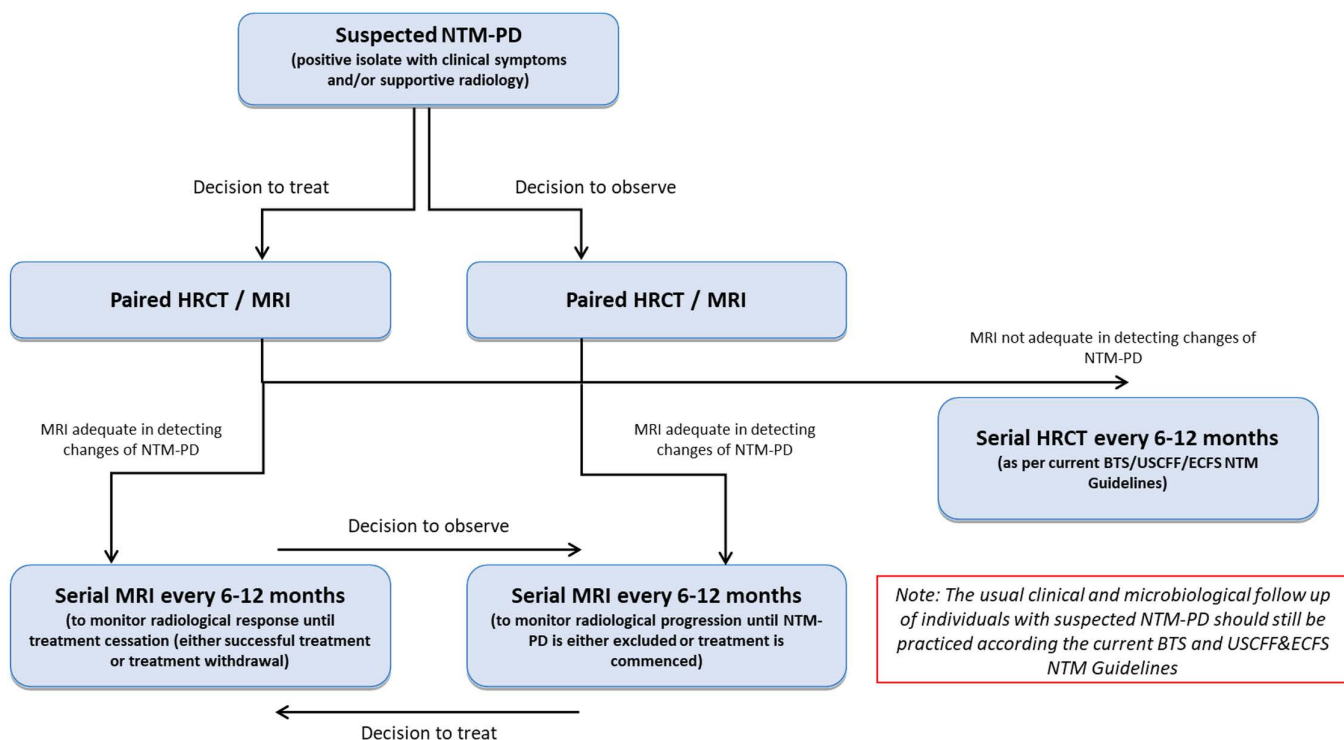 Suspected NTM-PD
(positive isolate with clinical symptoms
and/or supportive radiology)
Decision to treat
Decision to observe
Paired HRCT / MRI
Paired HRCT / MRI
MRI not adequate in detecting changes of
NTM-PD
MRI adequate in detecting
changes of NTM-PD
MRI adequate in detecting
changes of NTM-PD
Serial HRCT every 6-12 months
(as per current BTS/USCFF/ECFS NTM
Guidelines)
Decision to observe
Serial MRI every 6-12 months
(to monitor radiological response until
treatment cessation (either successful treatment
or treatment withdrawal)
Serial MRI every 6-12 months
(to monitor radiological progression until NTM-
PD is either excluded or treatment is
commenced)
Note: The usual clinical and microbiological follow up
of individuals with suspected NTM-PD should still be
practiced according the current BTS and USCFF&ECFS
NTM Guidelines
Decision to treat